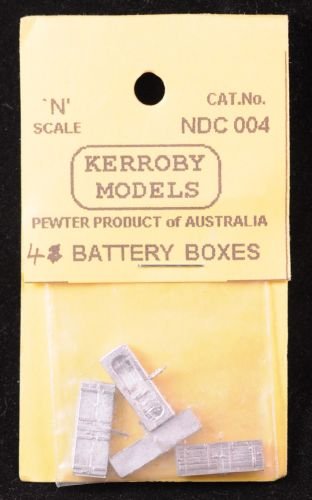 'N' CAT.No.
SCALE NDC 004
KERROBY
MODELS
PEWTER PRODUCT of AUSTRALIA
4 BATTERY BOXES